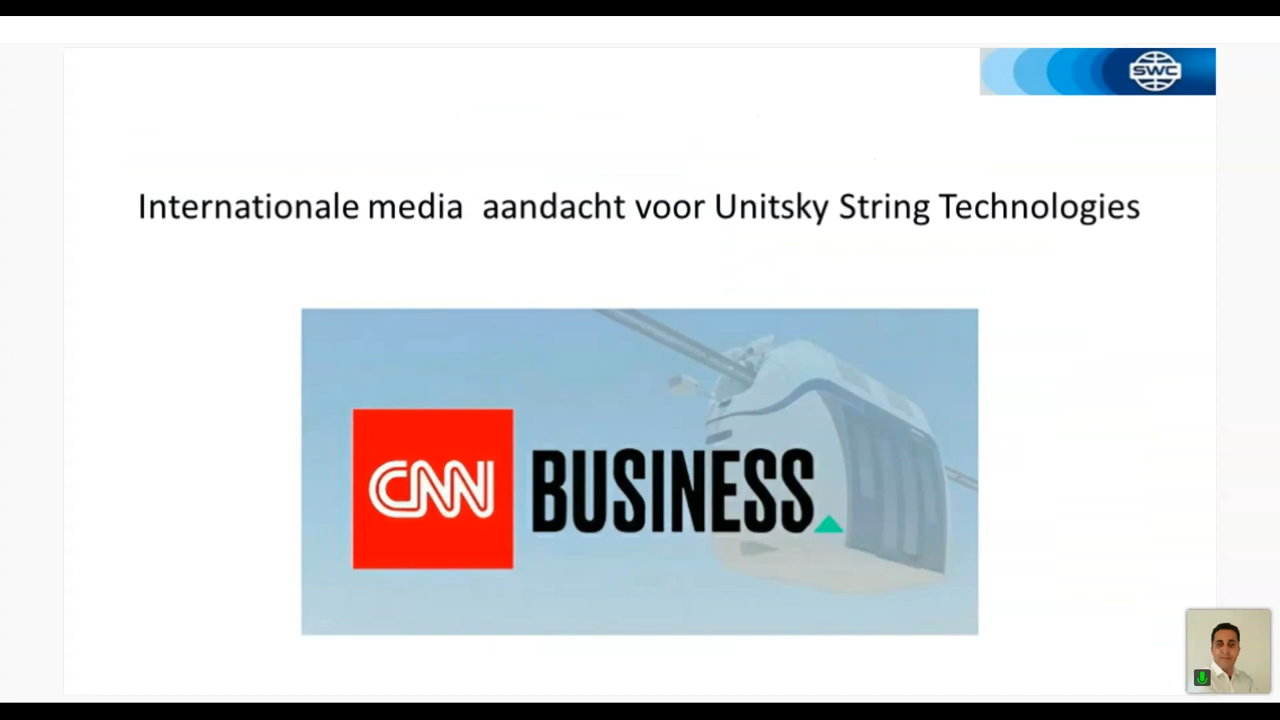 SWC
Internationale media aandacht voor Unitsky String Technologies
CNN BUSINESS